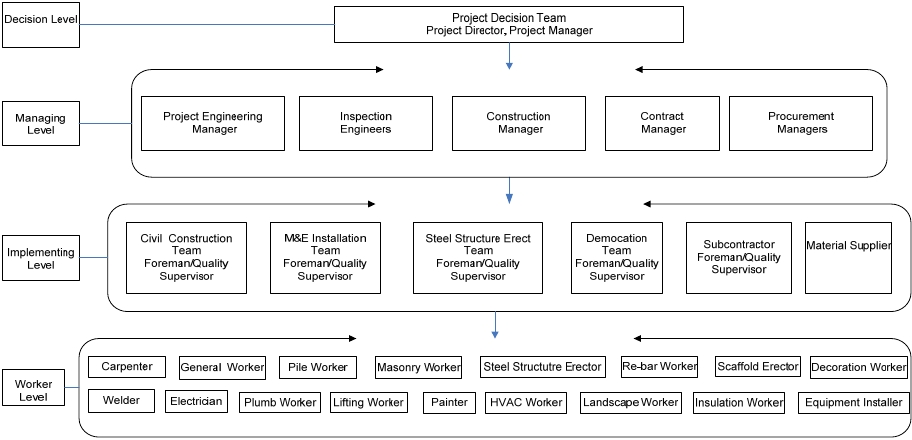 Decision Level
Project Decision Team
Project Director, Project Manager
Managing
Level
Project Engineering
Manager
Inspection
Engineers
Construction
Manager
Contract
Manager
Procurement
Managers
Implementing
Level
Civil Construction
Team
Foreman/Quality
Supervisor
M&E Installation
Team
Foreman/Quality
Supervisor
Steel Structure Erect
Team
Foreman/Quality
Supervisor
Democation
Team
Foreman/Quality
Supervisor
Subcontractor
Foreman/Quality
Supervisor
Material Supplier
Worker
Level
Carpenter
General Worker
Pile Worker
Masonry Worker
Steel Structutre Erector
Re-bar Worker
Scaffold Erector
Decoration Worker
Welder
Electrician
Plumb Worker
Lifting Worker
Painter
HVAC Worker
Landscape Worker
Insulation Worker
Equipment Installer